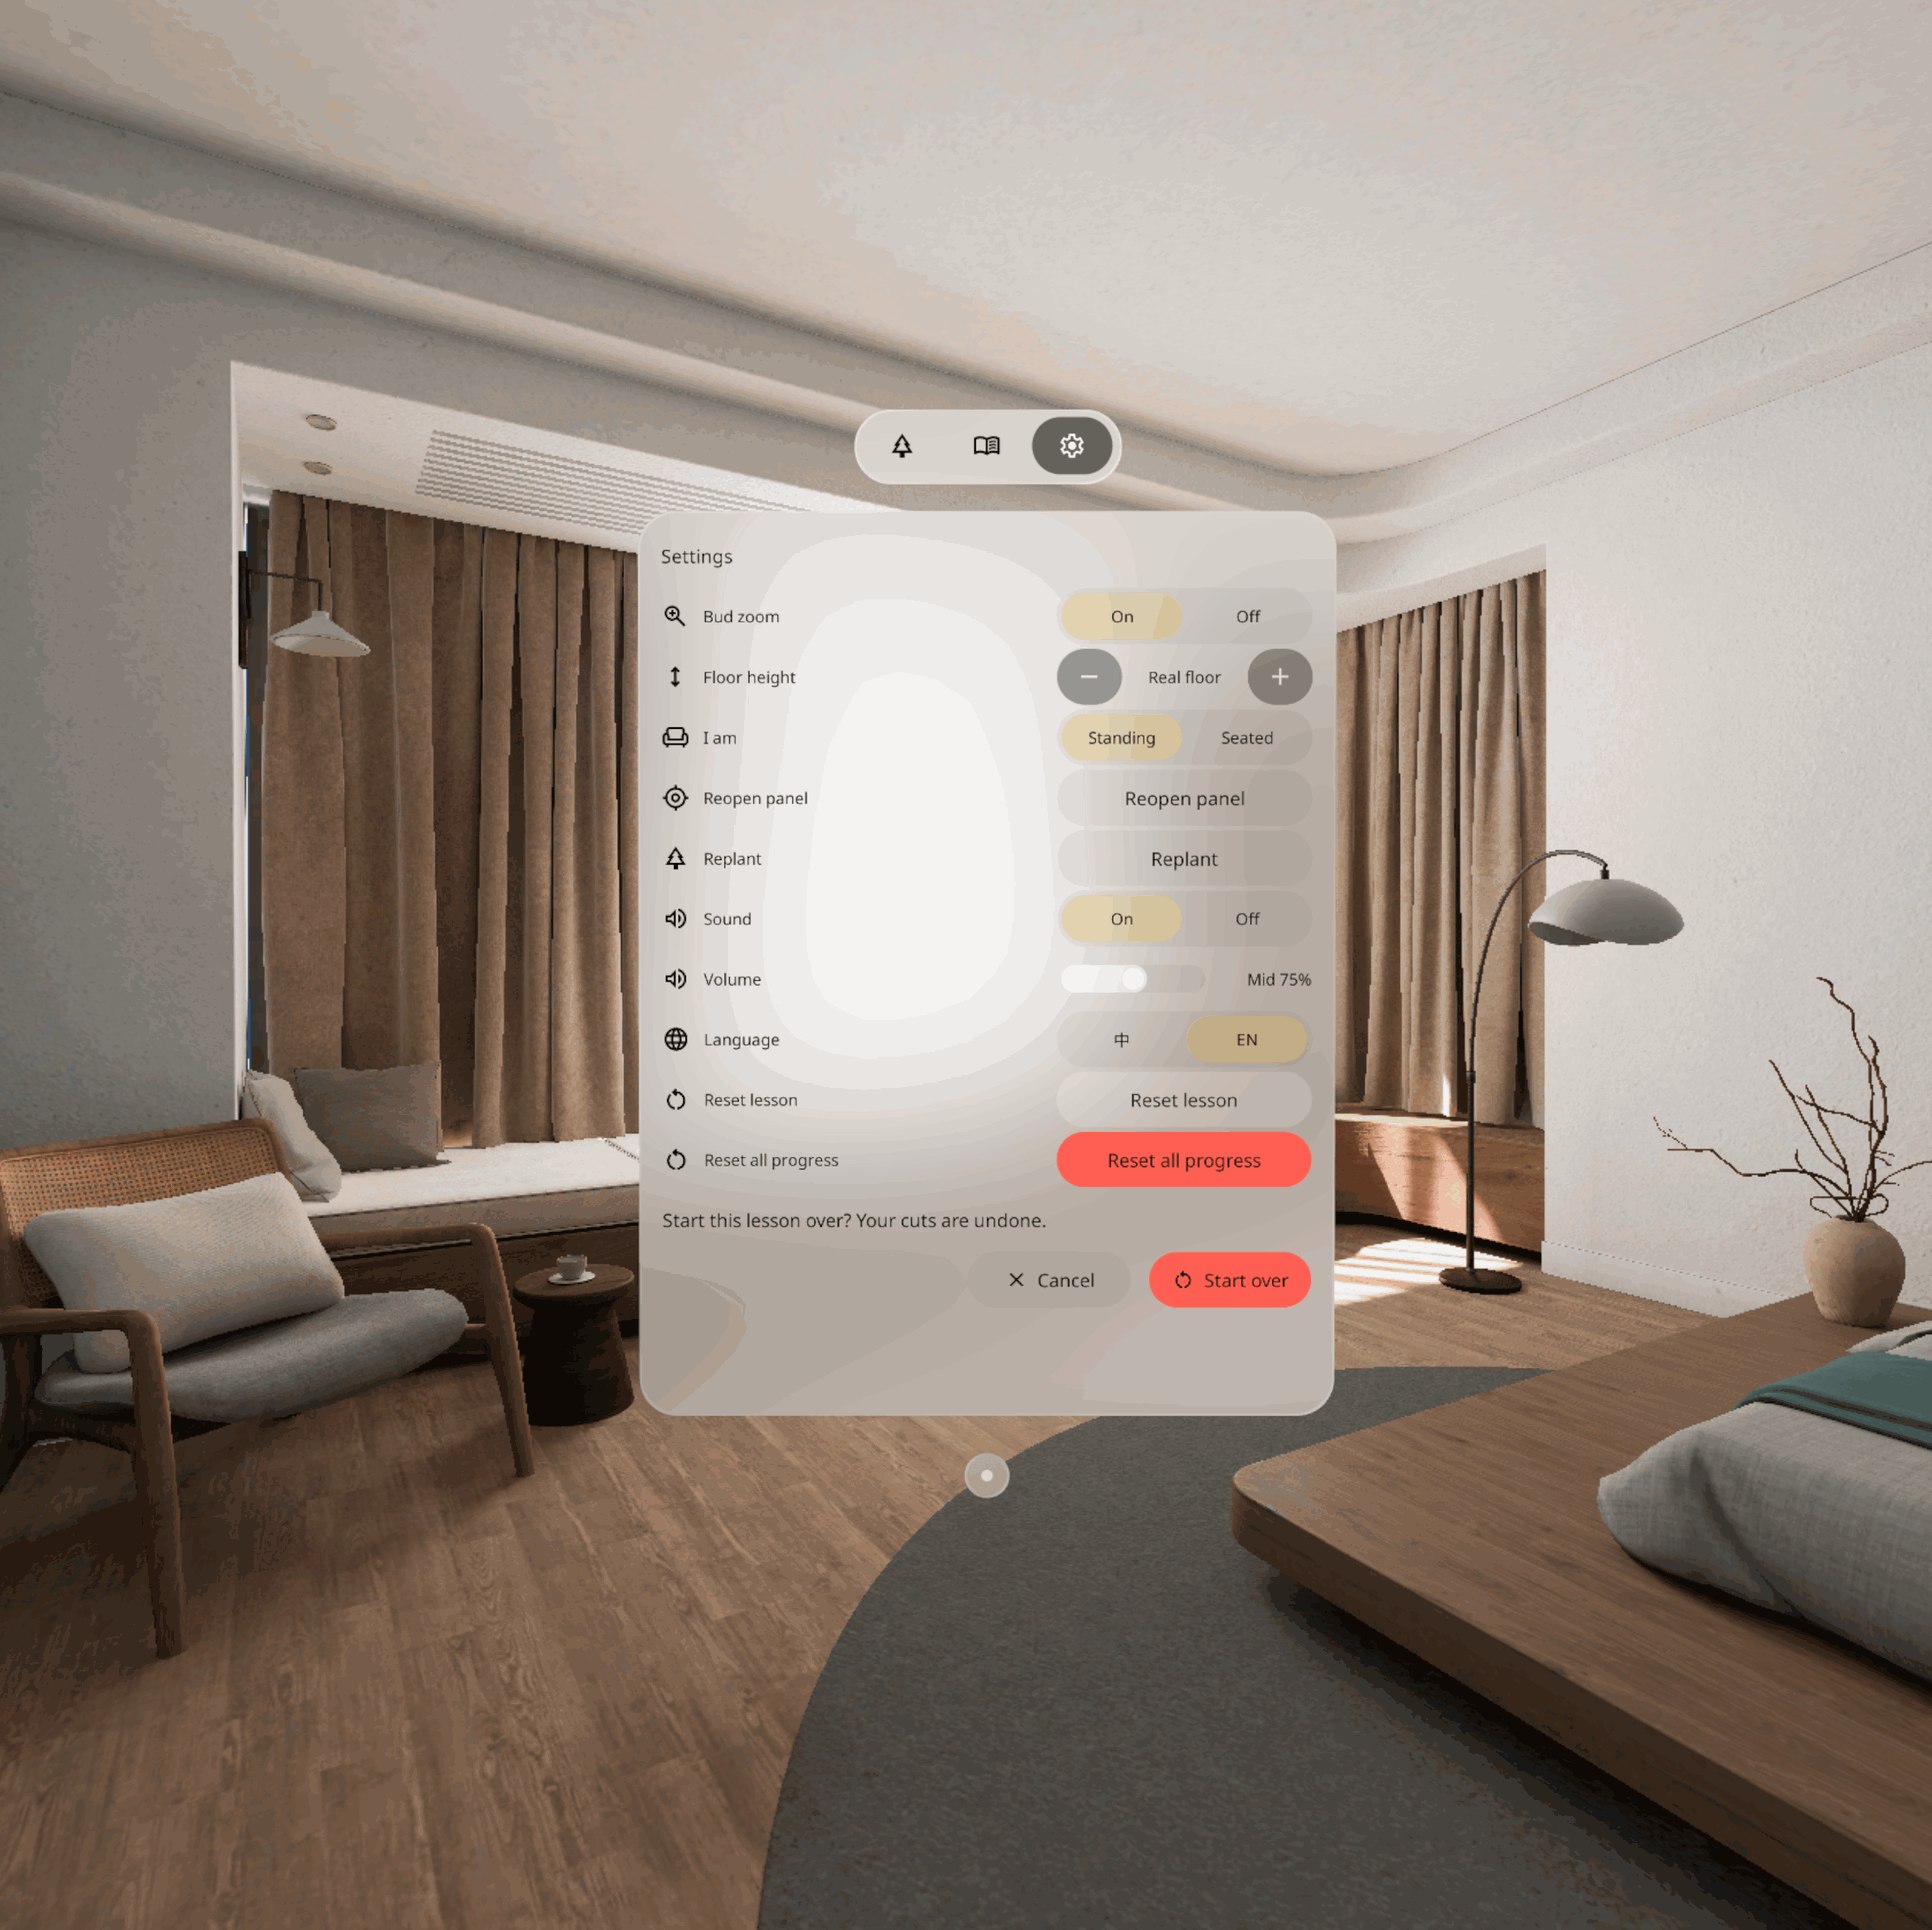 Settings
Bud zoom On Off
Floor height − Real floor +
I am Standing Seated
Reopen panel Reopen panel
Replant Replant
Sound On Off
Volume Mid 75%
Language 中 EN
Reset lesson Reset lesson
Reset all progress Reset all progress
Start this lesson over? Your cuts are undone.
Cancel Start over